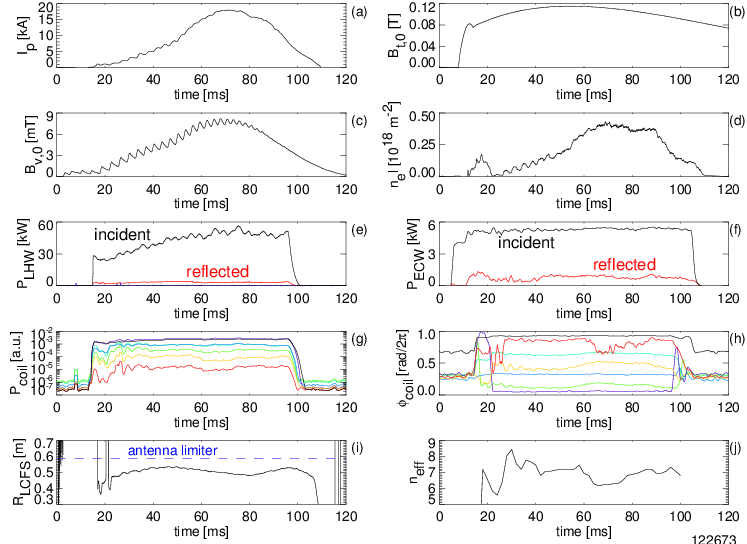 I_p [kA]
20
15
10
5
0
(a)
0 20 40 60 80 100 120
time [ms]
B_t,0 [T]
0.12
0.08
0.04
0.00
(b)
0 20 40 60 80 100 120
time [ms]
B_v,0 [mT]
9
6
3
0
(c)
0 20 40 60 80 100 120
time [ms]
n_e l [10^18 m^-2]
0.50
0.25
0.00
(d)
0 20 40 60 80 100 120
time [ms]
P_LHW [kW]
60
30
0
incident
reflected
(e)
0 20 40 60 80 100 120
time [ms]
P_ECW [kW]
6
3
0
incident
reflected
(f)
0 20 40 60 80 100 120
time [ms]
P_coil [a.u.]
10^-2
10^-3
10^-4
10^-5
10^-6
10^-7
(g)
0 20 40 60 80 100 120
time [ms]
ϕ_coil [rad/2π]
1.0
0.5
0.0
(h)
0 20 40 60 80 100 120
time [ms]
R_LCFS [m]
0.7
0.6
0.5
0.4
0.3
antenna limiter
(i)
0 20 40 60 80 100 120
time [ms]
n_eff
9
8
7
6
5
(j)
0 20 40 60 80 100 120
time [ms]
122673